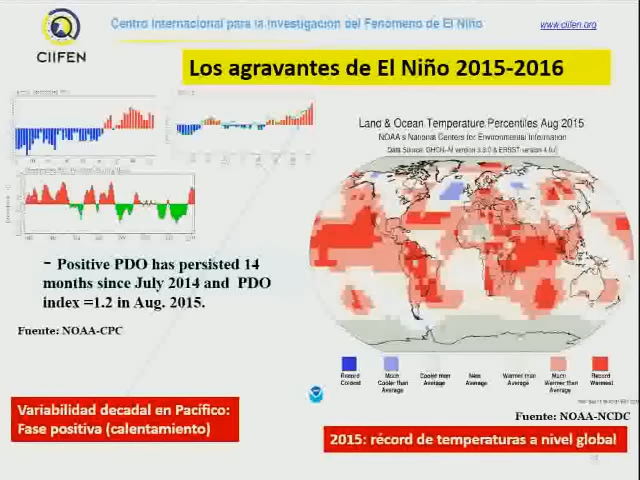 Centro Internacional para la Investigación del Fenómeno de El Niño
www.ciifen.org
CIIFEN
Los agravantes de El Niño 2015-2016
Land & Ocean Temperature Percentiles Aug 2015
NOAA's National Centers for Environmental Information
Data Source: GHCN-M version 3.3.0 & ERSST version 4.0.0
- Positive PDO has persisted 14
months since July 2014 and PDO
index =1.2 in Aug. 2015.
Fuente: NOAA-CPC
Record Coldest
Much Cooler than Average
Cooler than Average
Near Average
Warmer than Average
Much Warmer than Average
Record Warmest
Fuente: NOAA-NCDC
Variabilidad decadal en Pacífico:
Fase positiva (calentamiento)
2015: récord de temperaturas a nivel global